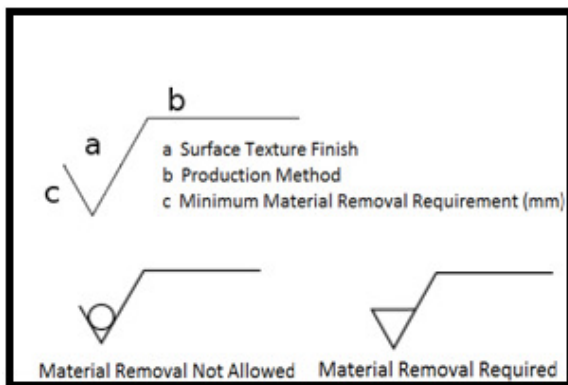 b
a
c
a Surface Texture Finish
b Production Method
c Minimum Material Removal Requirement (mm)
Material Removal Not Allowed
Material Removal Required